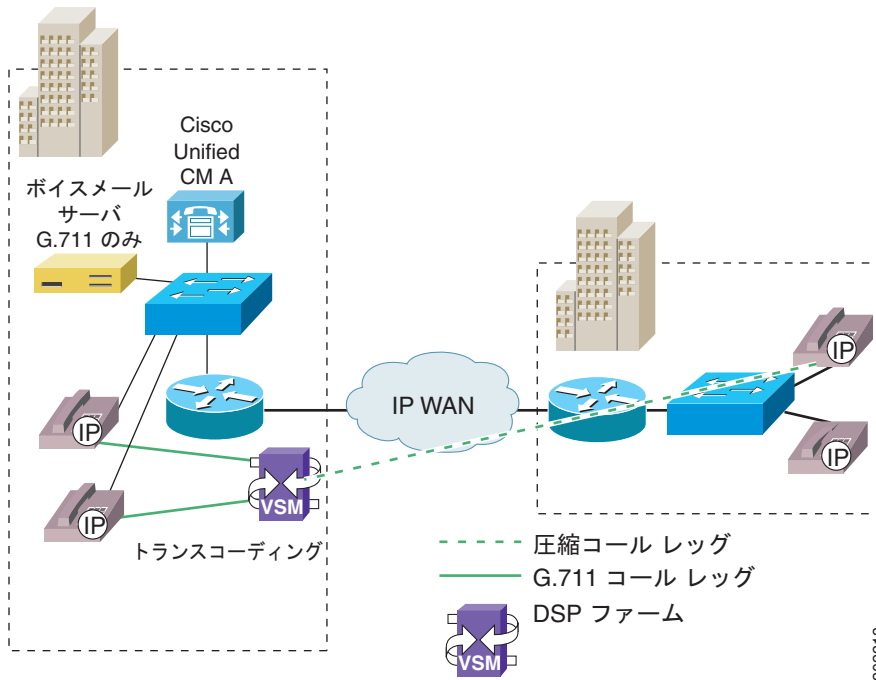 Cisco
Unified
CM A
ボイスメール
サーバ
G.711 のみ
IP WAN
IP
IP
IP
IP
VSM
トランスコーディング
圧縮コール レッグ
G.711 コール レッグ
DSP ファーム
VSM